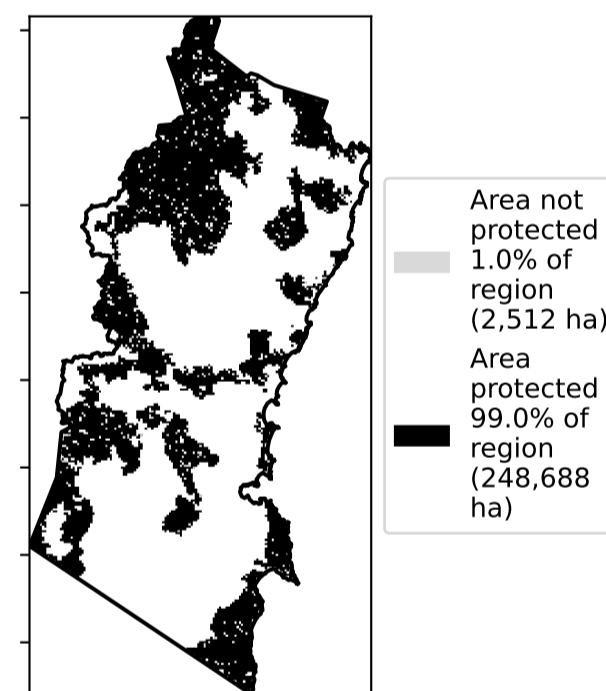 Area not
protected
1.0% of
region
(2,512 ha)
Area
protected
99.0% of
region
(248,688
ha)